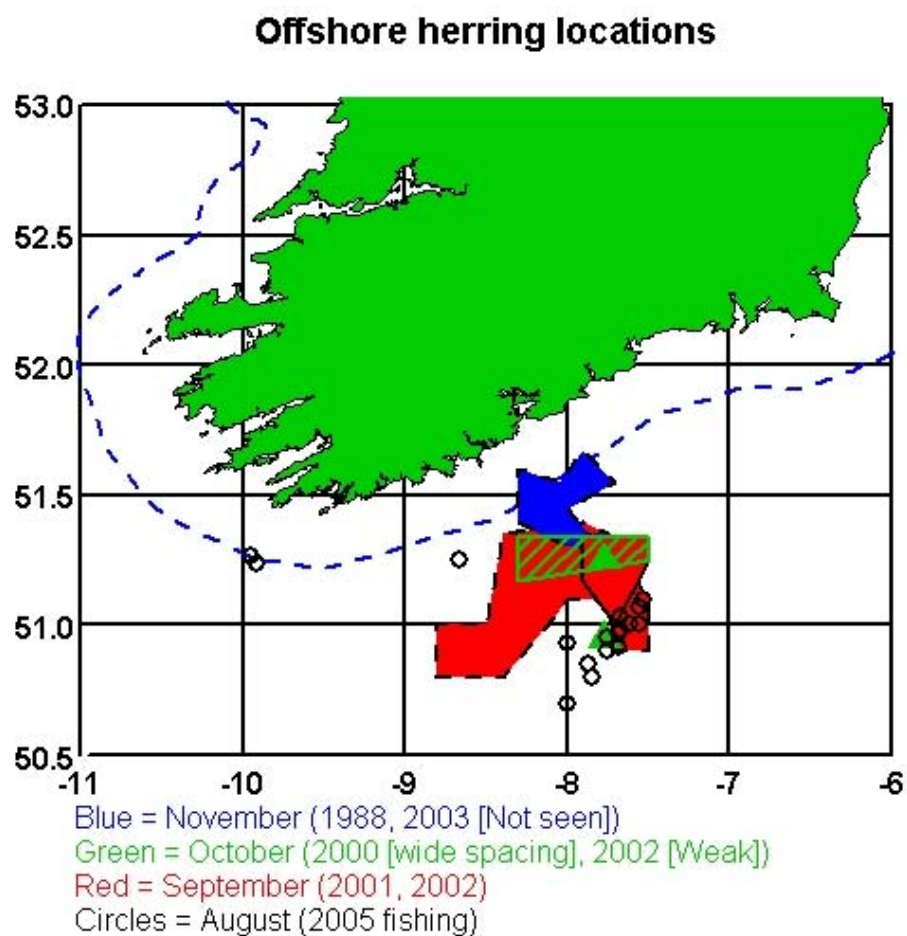 Offshore herring locations
53.0
52.5
52.0
51.5
51.0
50.5
-11 -10 -9 -8 -7 -6
Blue = November (1988, 2003 [Not seen])
Green = October (2000 [wide spacing], 2002 [Weak])
Red = September (2001, 2002)
Circles = August (2005 fishing)